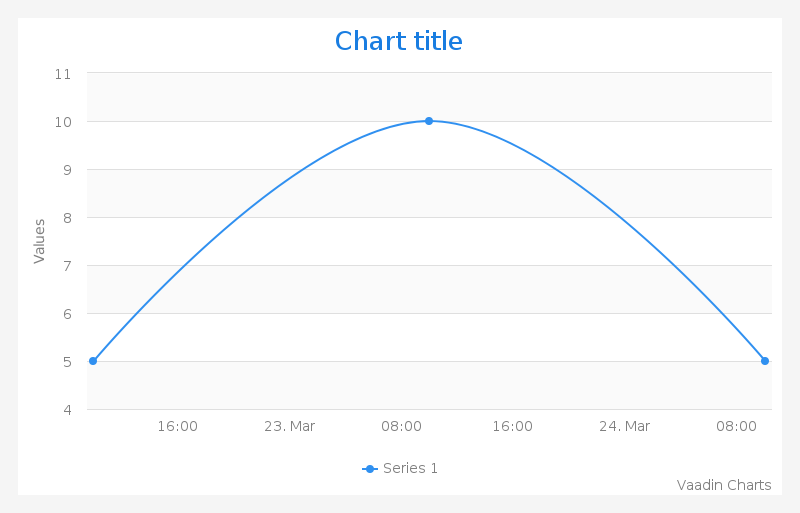 Chart title
11
10
9
8
7
6
5
4
Values
16:00 23. Mar 08:00 16:00 24. Mar 08:00
Series 1
Vaadin Charts